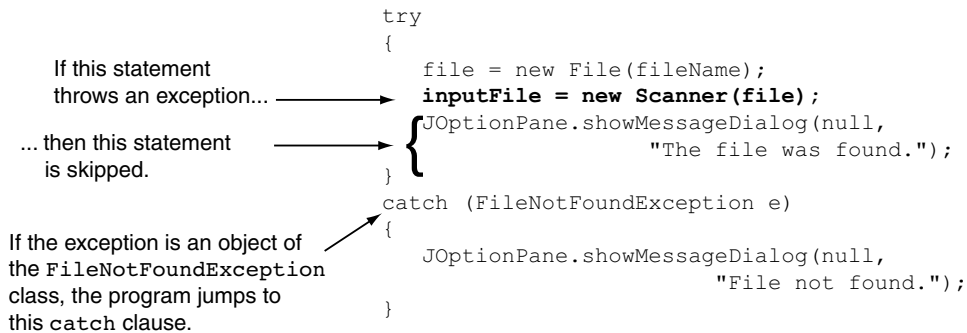 try
{
If this statement
throws an exception...
file = new File(fileName);
inputFile = new Scanner(file);
... then this statement
is skipped.
{
JOptionPane.showMessageDialog(null,
"The file was found.");
}
catch (FileNotFoundException e)
{
If the exception is an object of
the FileNotFoundException
class, the program jumps to
this catch clause.
JOptionPane.showMessageDialog(null,
"File not found.");
}